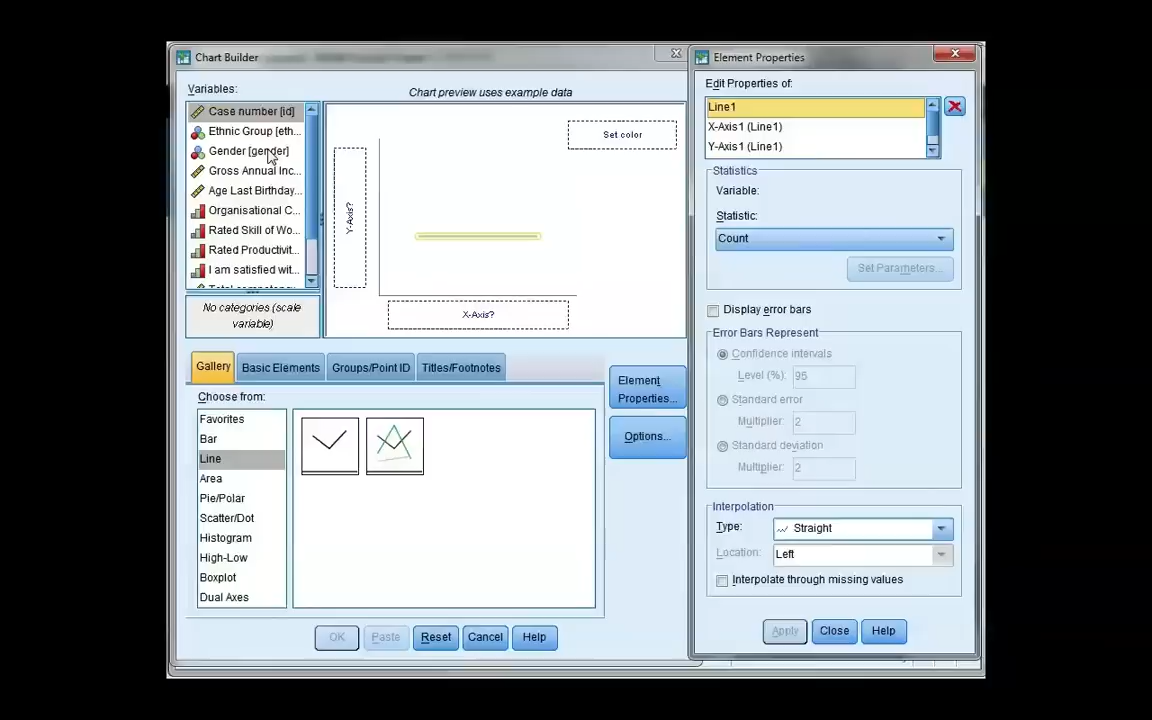 Chart Builder
Variables:
Chart preview uses example data
Case number [id]
Ethnic Group [eth...
Gender [gender]
Gross Annual Inc...
Age Last Birthday...
Organisational C...
Rated Skill of Wo...
Rated Productivit...
I am satisfied wit...
No categories (scale
variable)
Set color
Y-Axis?
X-Axis?
Gallery
Basic Elements
Groups/Point ID
Titles/Footnotes
Choose from:
Favorites
Bar
Line
Area
Pie/Polar
Scatter/Dot
Histogram
High-Low
Boxplot
Dual Axes
Element
Properties...
Options...
OK
Paste
Reset
Cancel
Help
Element Properties
Edit Properties of:
Line1
X-Axis1 (Line1)
Y-Axis1 (Line1)
Statistics
Variable:
Statistic:
Count
Set Parameters...
Display error bars
Error Bars Represent
Confidence intervals
Level (%): 95
Standard error
Multiplier: 2
Standard deviation
Multiplier: 2
Interpolation
Type: Straight
Location: Left
Interpolate through missing values
Apply
Close
Help